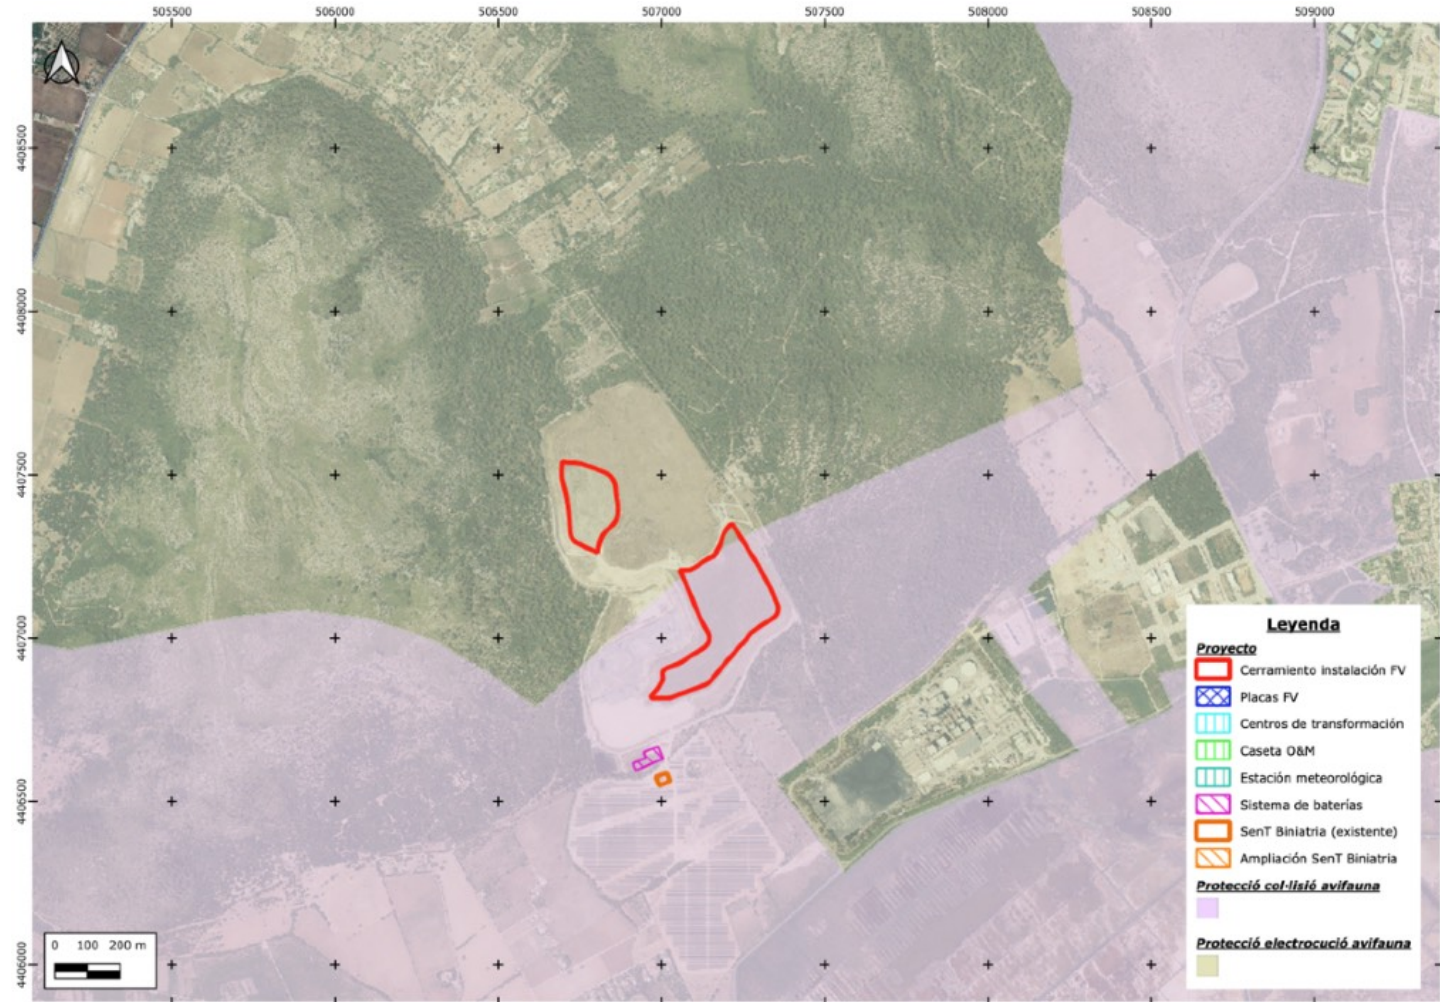 505500 506000 506500 507000 507500 508000 508500 509000
4408500
4408000
4407500
4407000
4406500
4406000
Leyenda
Proyecto
Cerramiento instalación FV
Placas FV
Centros de transformación
Caseta O&M
Estación meteorológica
Sistema de baterías
SenT Biniatria (existente)
Ampliación SenT Biniatria
Protecció col·lisió avifauna
Protecció electrocució avifauna
0 100 200 m